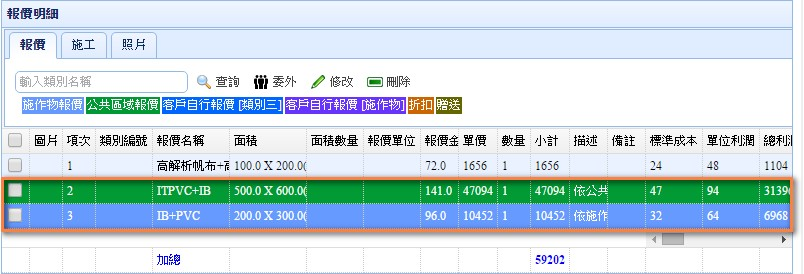 報價明細
報價 施工 照片
輸入類別名稱 查詢 委外 修改 刪除
施作物報價 公共區域報價 客戶自行報價 [類別三] 客戶自行報價 [施作物] 折扣 贈送
圖片 項次 類別編號 報價名稱 面積 面積數量 報價單位 報價金 單價 數量 小計 描述 備註 標準成本 單位利潤 總利潤
1 高解析帆布+高 100.0 X 200.0( 72.0 1656 1 1656 24 48 1104
2 ITPVC+IB 500.0 X 600.0( 141.0 47094 1 47094 依公共 47 94 31396
3 IB+PVC 200.0 X 300.0( 96.0 10452 1 10452 依施作 32 64 6968
加總 59202